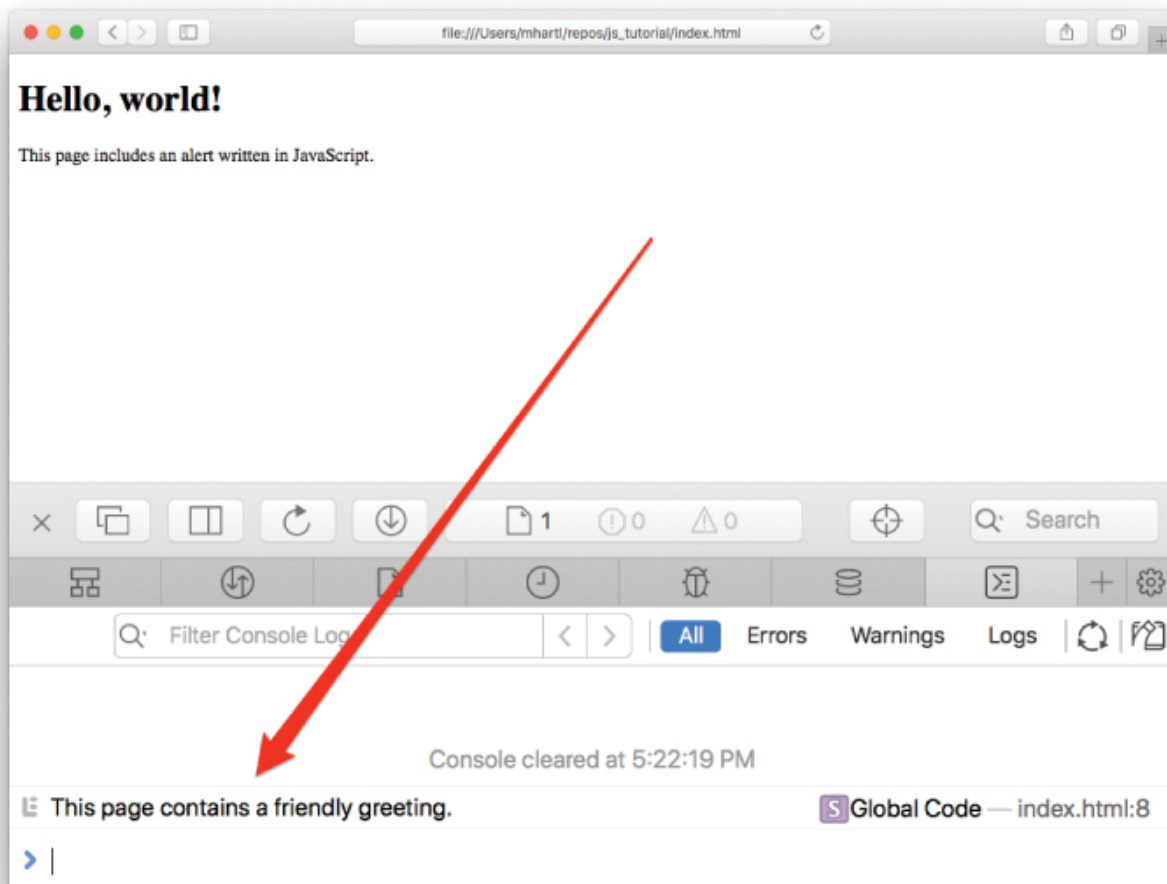 file:///Users/mhartl/repos/js_tutorial/index.html
Hello, world!
This page includes an alert written in JavaScript.
1 0 0 Search
Filter Console Log All Errors Warnings Logs
Console cleared at 5:22:19 PM
This page contains a friendly greeting. S Global Code — index.html:8